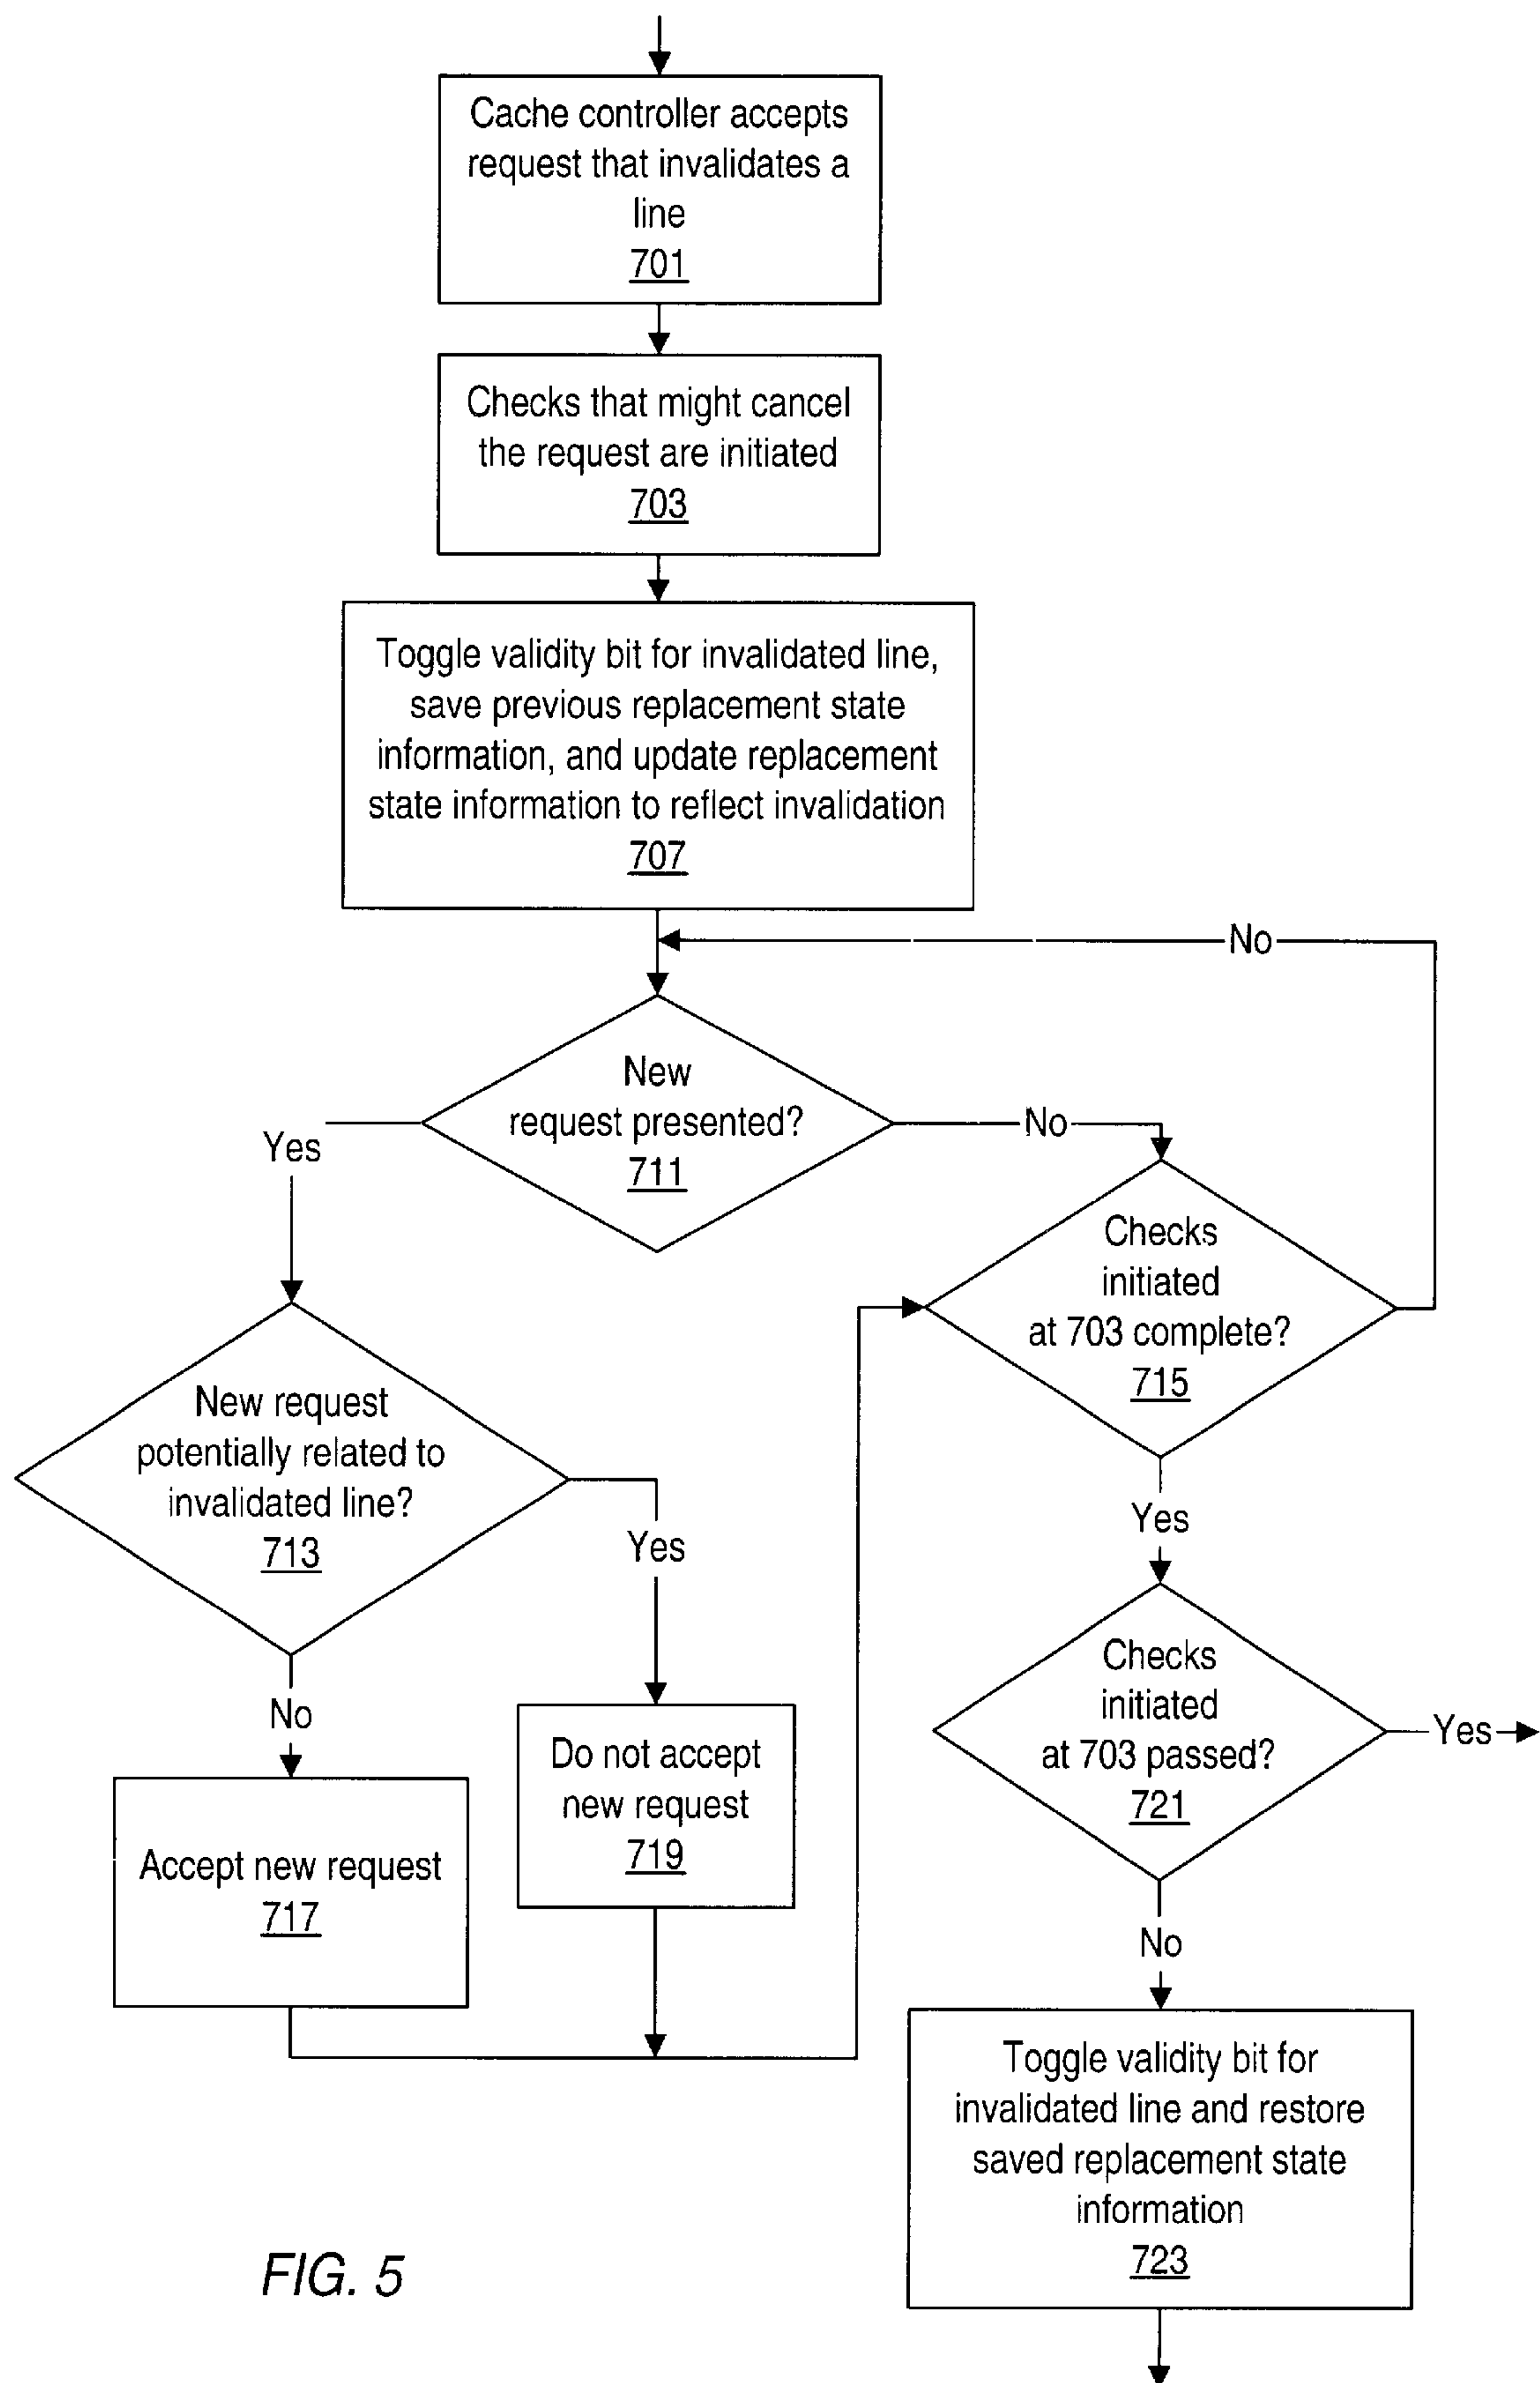 Cache controller accepts
request that invalidates a
line
701
Checks that might cancel
the request are initiated
703
Toggle validity bit for invalidated line,
save previous replacement state
information, and update replacement
state information to reflect invalidation
707
No
New
request presented?
711
Yes
No
Checks
initiated
at 703 complete?
715
New request
potentially related to
invalidated line?
713
Yes
Yes
No
Checks
initiated
at 703 passed?
721
Yes
Do not accept
new request
719
Accept new request
717
No
Toggle validity bit for
invalidated line and restore
saved replacement state
information
723
FIG. 5